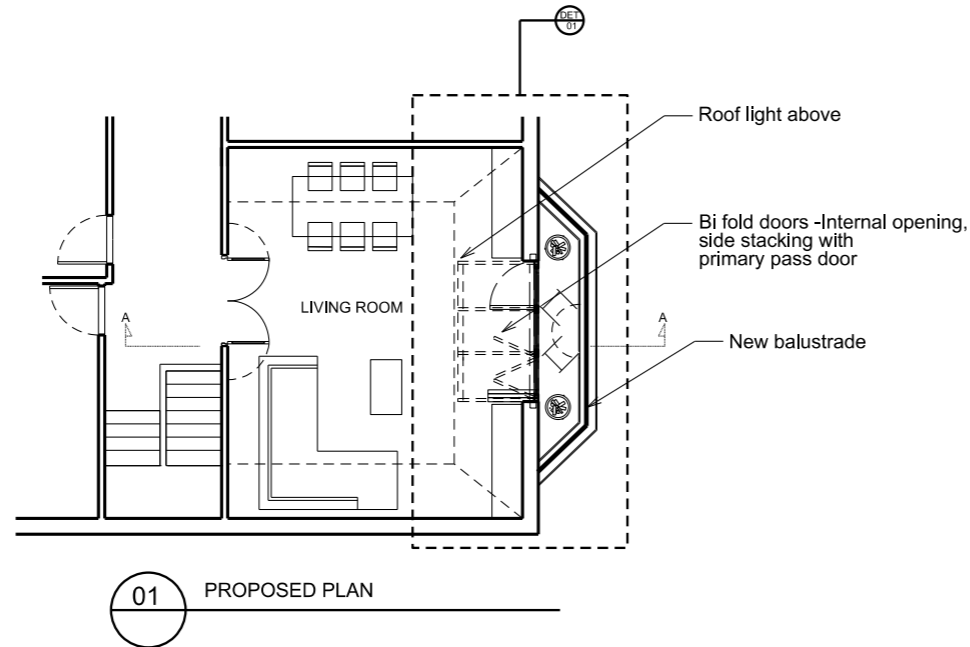 DET
01
Roof light above
Bi fold doors -Internal opening,
side stacking with
primary pass door
LIVING ROOM
A
A
New balustrade
01
PROPOSED PLAN